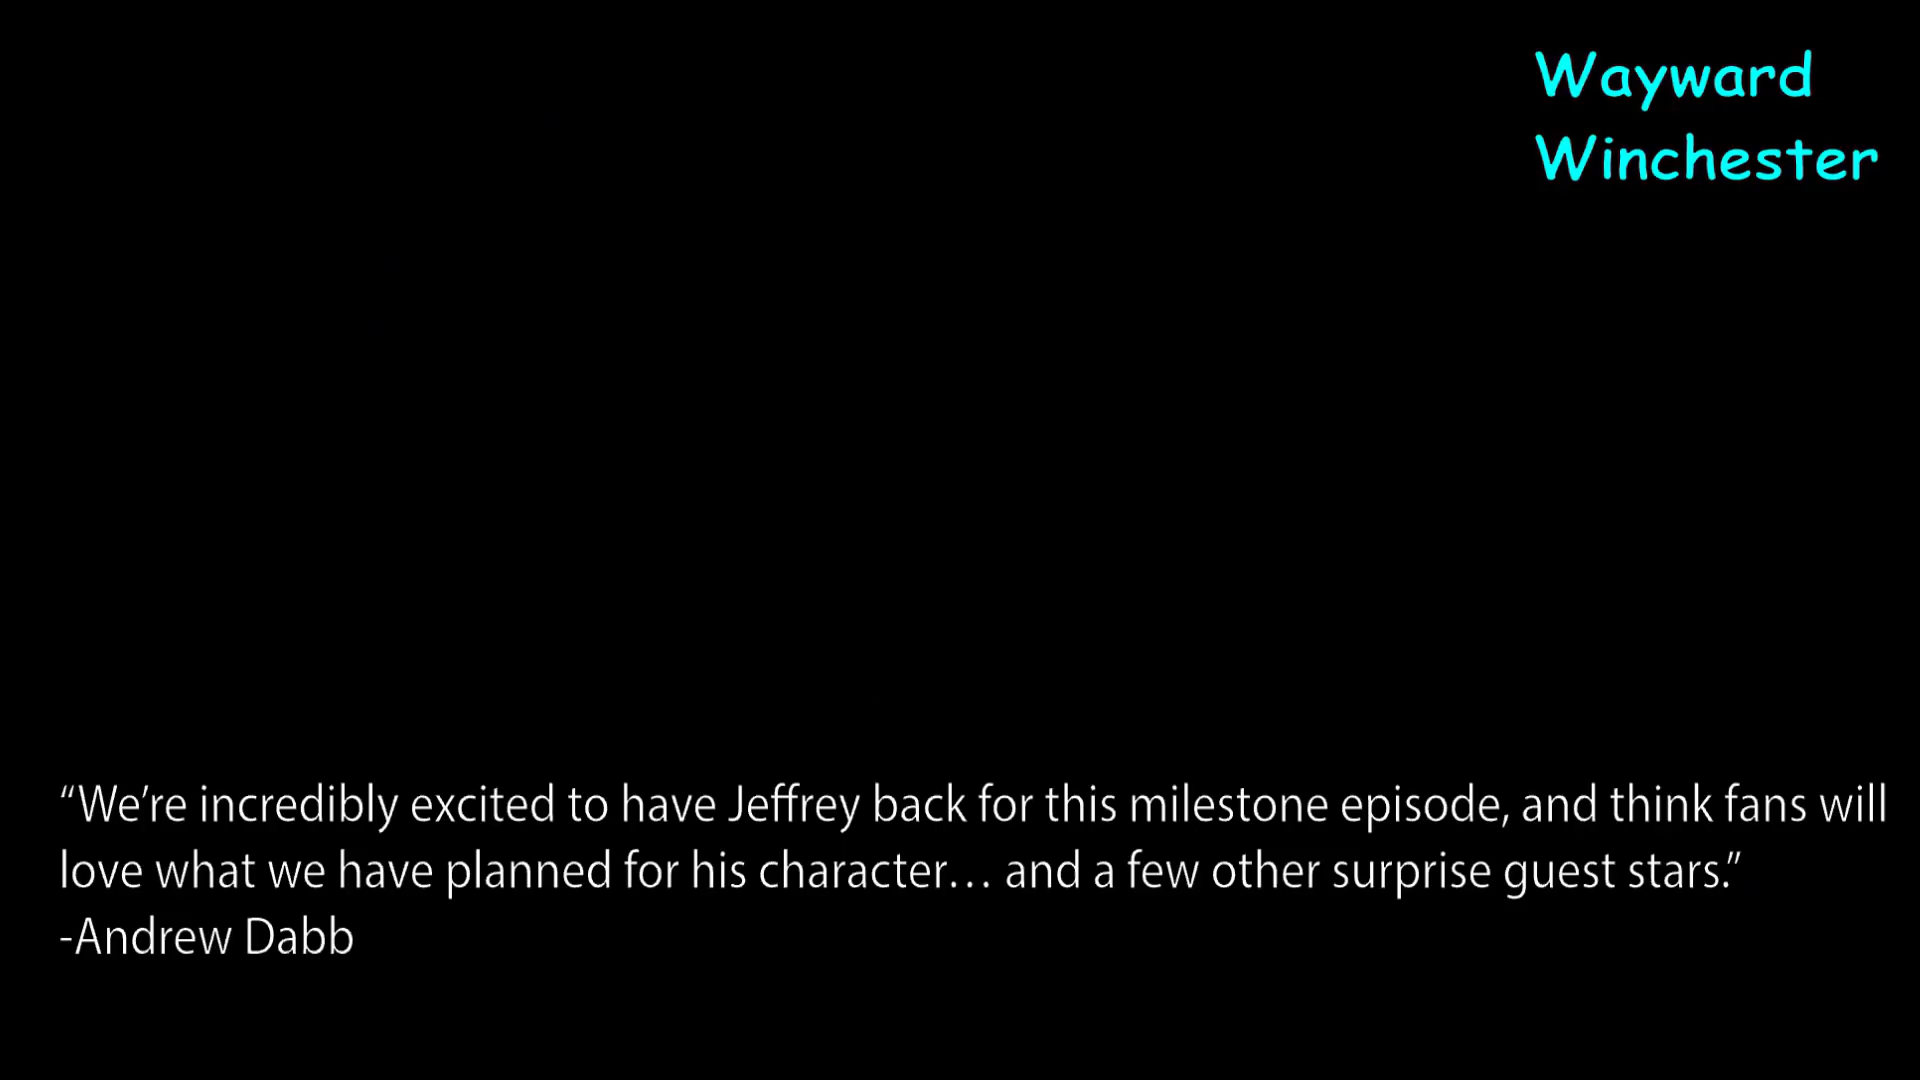 Wayward
Winchester
“We’re incredibly excited to have Jeffrey back for this milestone episode, and think fans will
love what we have planned for his character… and a few other surprise guest stars.”
-Andrew Dabb